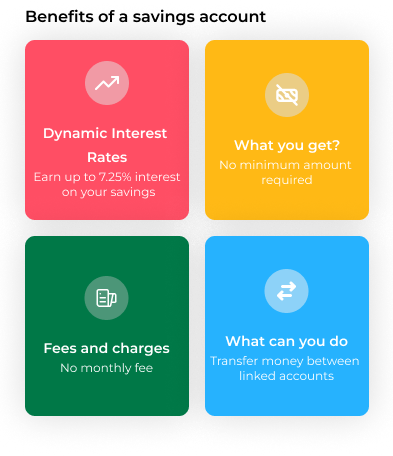 Benefits of a savings account
Dynamic Interest
Rates
Earn up to 7.25% interest
on your savings
What you get?
No minimum amount
required
Fees and charges
No monthly fee
What can you do
Transfer money between
linked accounts